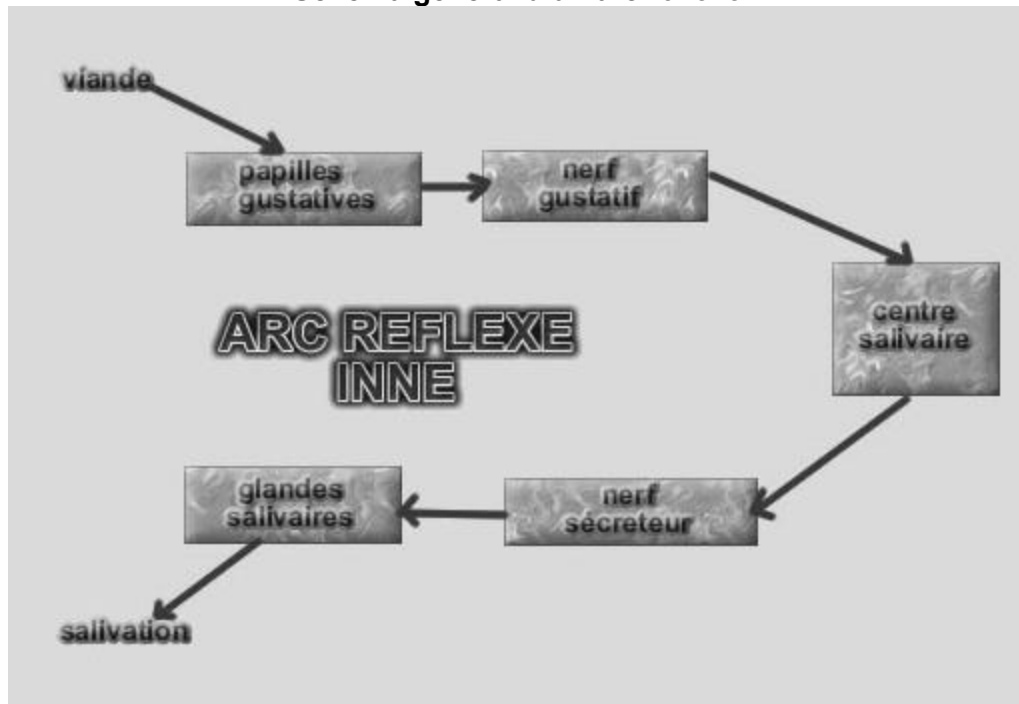 viande
papilles
gustatives
nerf
gustatif
centre
salivaire
ARC REFLEXE
INNE
nerf
sécreteur
glandes
salivaires
salivation